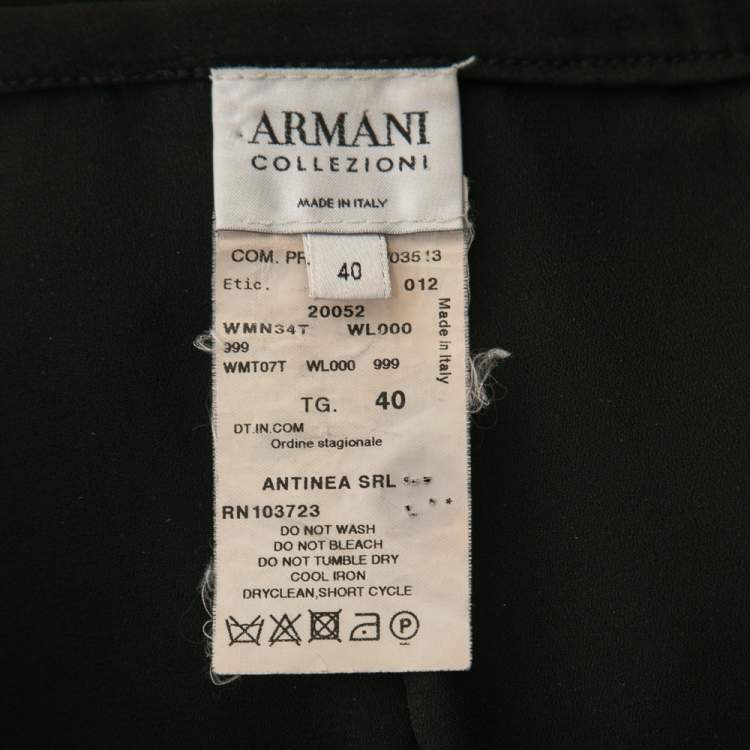 ARMANI
COLLEZIONI
MADE IN ITALY
40
COM. 03513
Etic. 012
20052
WMN34T WL000
999
WMT07T WL000 999
Made in Italy
TG. 40
DT.IN.COM
Ordine stagionale
ANTINEA SRL
RN103723
DO NOT WASH
DO NOT BLEACH
DO NOT TUMBLE DRY
COOL IRON
DRYCLEAN,SHORT CYCLE
P